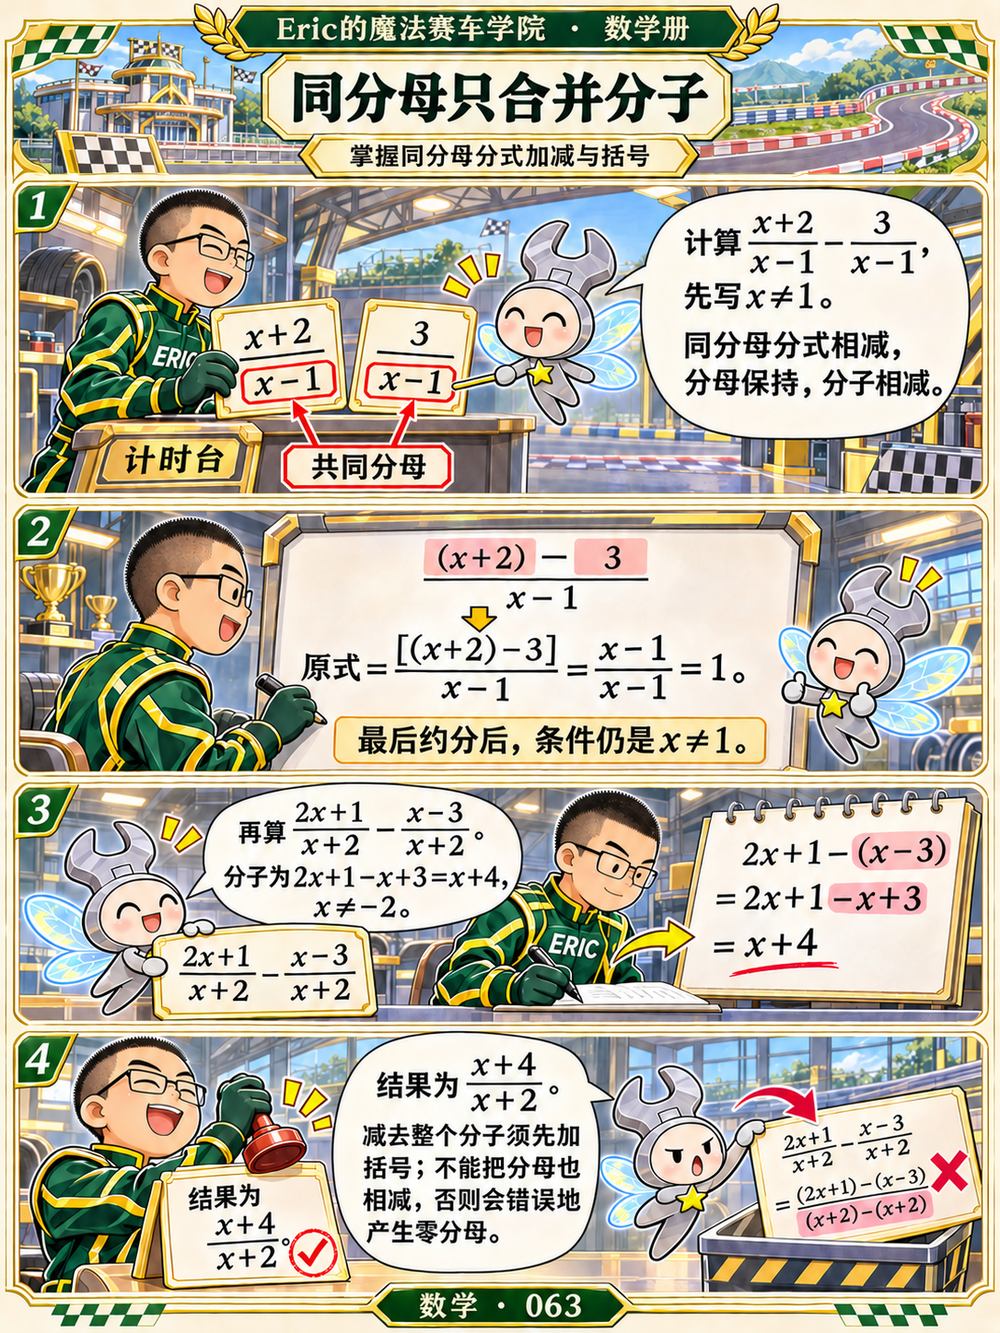 Eric的魔法赛车学院 · 数学册
同分母只合并分子
掌握同分母分式加减与括号
1
ERIC
x+2
x−1
3
x−1
计时台
共同分母
计算 (x+2)/(x−1) − 3/(x−1),
先写x≠1。
同分母分式相减,
分母保持,分子相减。
2
(x+2) − 3
x − 1
原式 = [(x+2)−3]/(x−1) = (x−1)/(x−1) = 1。
最后约分后,条件仍是x≠1。
3
再算 (2x+1)/(x+2) − (x−3)/(x+2)。
分子为2x+1−x+3=x+4,
x≠−2。
(2x+1)/(x+2) − (x−3)/(x+2)
ERIC
2x+1−(x−3)
=2x+1−x+3
=x+4
4
结果为
(x+4)/(x+2)。
结果为 (x+4)/(x+2)。
减去整个分子须先加
括号;不能把分母也
相减,否则会错误地
产生零分母。
(2x+1)/(x+2) − (x−3)/(x+2)
= ((2x+1)−(x−3))/((x+2)−(x+2))
数学 · 063